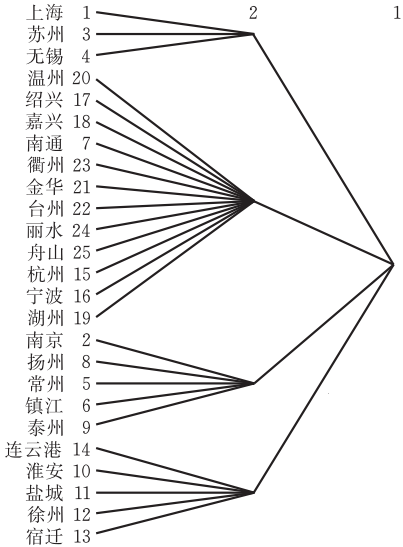 上海 1 2 1
苏州 3
无锡 4
温州 20
绍兴 17
嘉兴 18
南通 7
衢州 23
金华 21
台州 22
丽水 24
舟山 25
杭州 15
宁波 16
湖州 19
南京 2
扬州 8
常州 5
镇江 6
泰州 9
连云港 14
淮安 10
盐城 11
徐州 12
宿迁 13